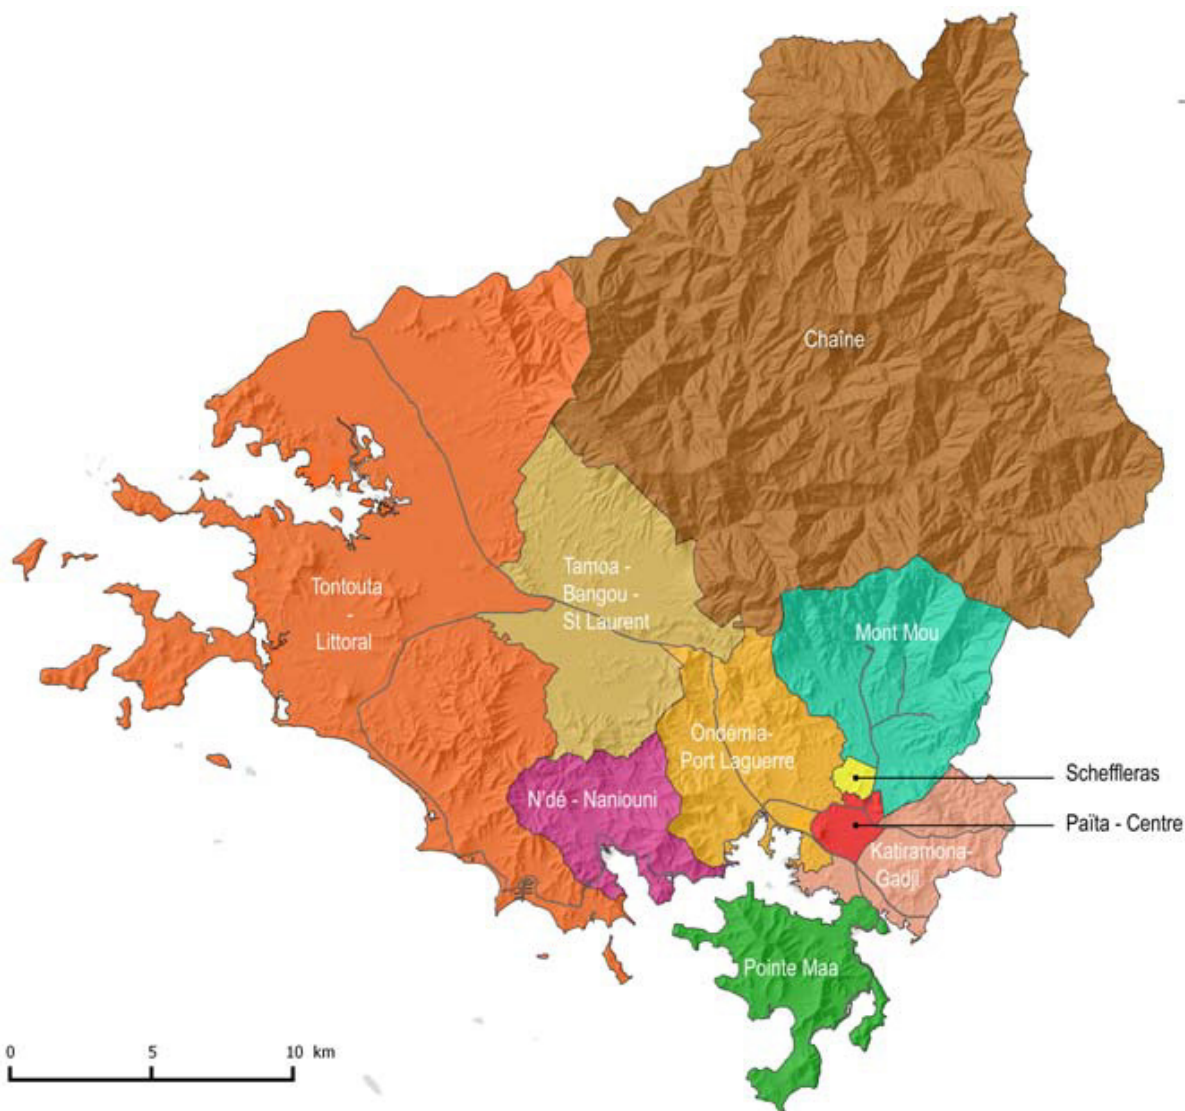 Chaîne
Tamoa -
Bangou -
St Laurent
Tontouta
-
Littoral
Mont Mou
Ondémia-
Port Laguerre
Scheffleras
N'dé - Naniouni
Païta - Centre
Katiramona-
Gadji
Pointe Maa
0 5 10 km